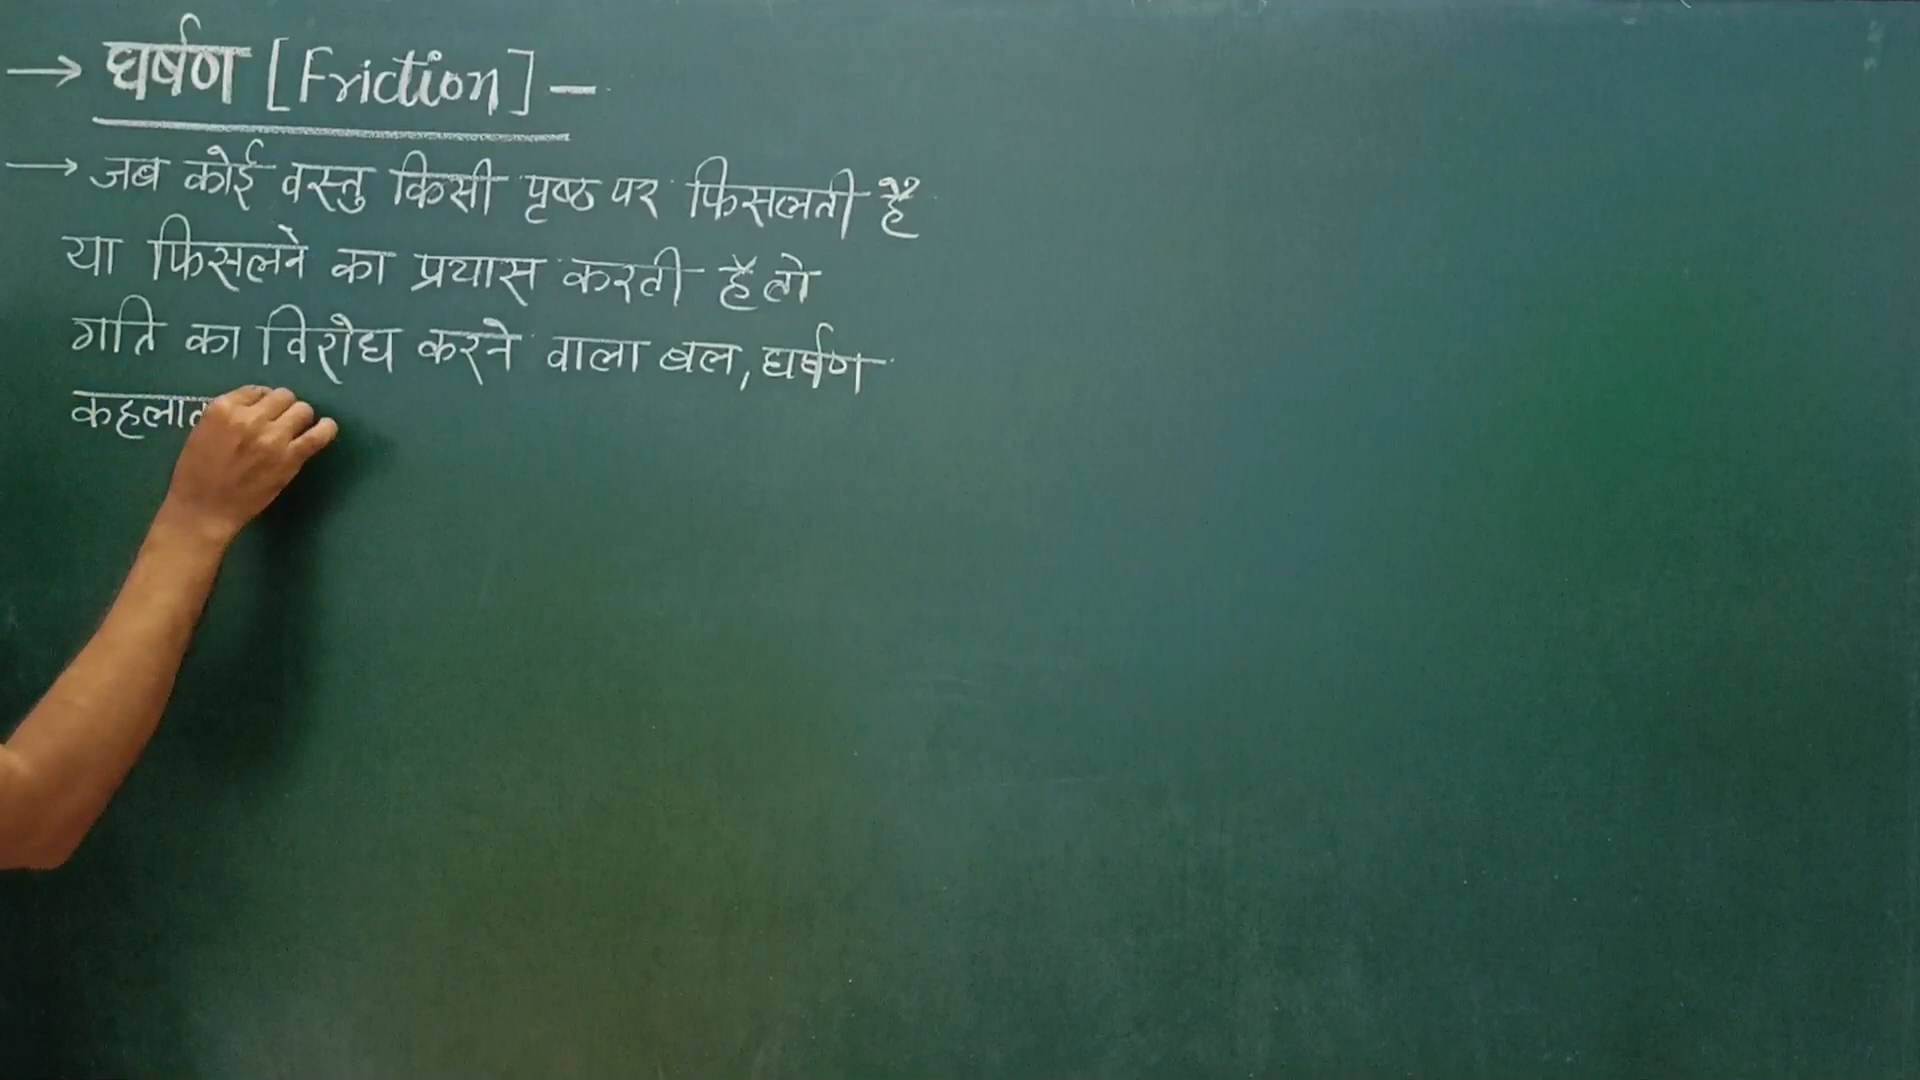 → घर्षण [Friction] -
→ जब कोई वस्तु किसी पृष्ठ पर फिसलती है
या फिसलने का प्रयास करती है तो
गति का विरोध करने वाला बल, घर्षण